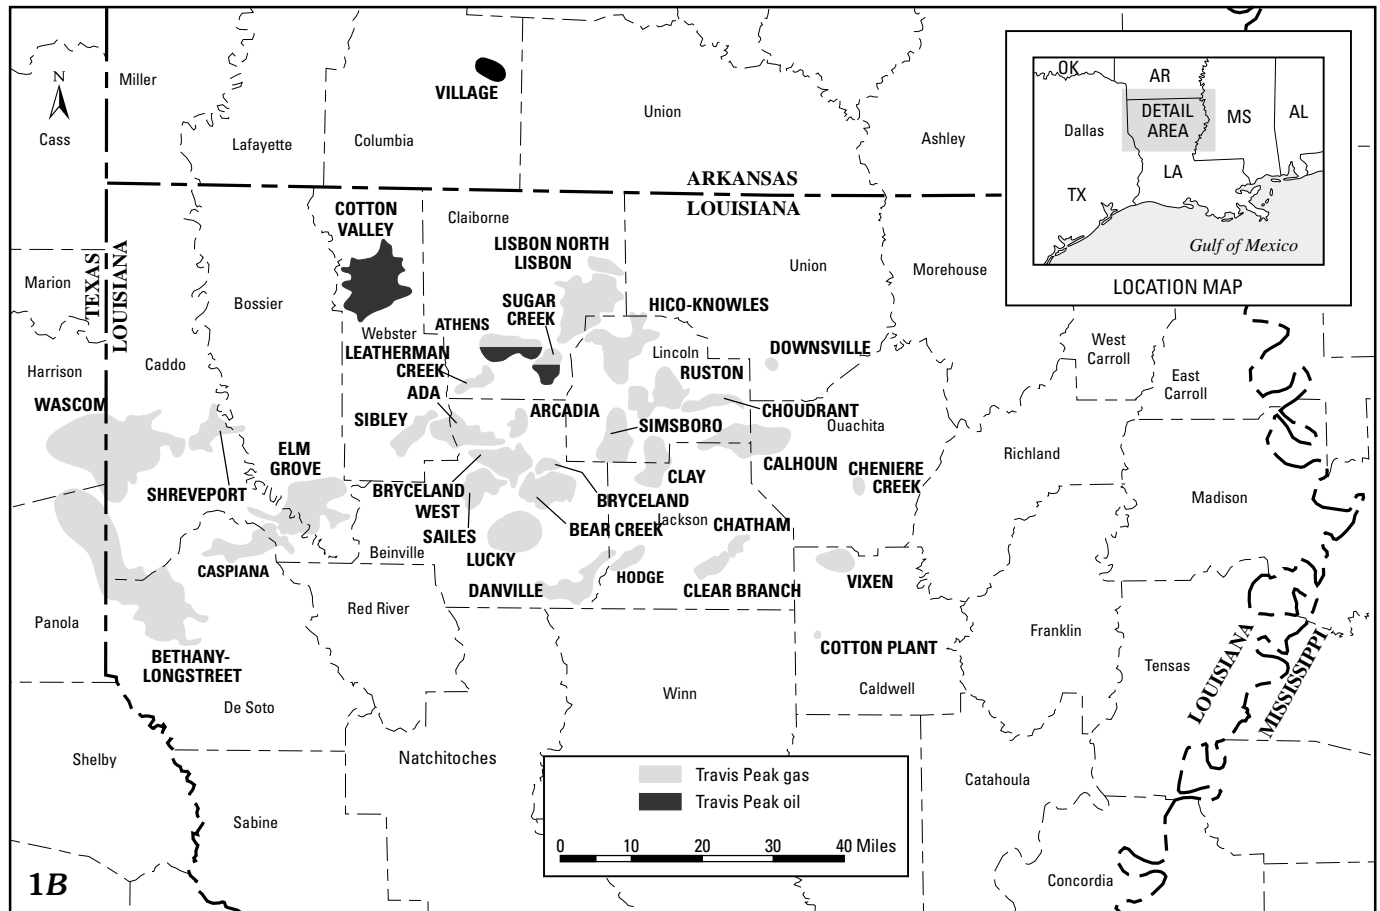 N
Miller
Cass
Lafayette
Columbia
VILLAGE
Union
Ashley
ARKANSAS
LOUISIANA
OK
AR
DETAIL
AREA
MS
AL
Dallas
LA
TX
Gulf of Mexico
LOCATION MAP
COTTON
VALLEY
Claiborne
LISBON NORTH
LISBON
Union
Morehouse
TEXAS
LOUISIANA
Marion
Bossier
SUGAR
CREEK
HICO-KNOWLES
Webster
ATHENS
LEATHERMAN
CREEK
Lincoln
DOWNSVILLE
West
Carroll
Harrison
Caddo
RUSTON
East
Carroll
WASCOM
ADA
ARCADIA
CHOUDRANT
SIBLEY
SIMSBORO
Ouachita
ELM
GROVE
Richland
CALHOUN
CHENIERE
CREEK
CLAY
SHREVEPORT
BRYCELAND
WEST
BRYCELAND
Madison
SAILES
BEAR CREEK
Jackson
CHATHAM
Beinville
LUCKY
CASPIANA
HODGE
VIXEN
DANVILLE
CLEAR BRANCH
Red River
Panola
Franklin
BETHANY-
LONGSTREET
COTTON PLANT
Tensas
LOUISIANA
MISSISSIPPI
De Soto
Winn
Caldwell
Shelby
Natchitoches
Catahoula
Sabine
Travis Peak gas
Travis Peak oil
0 10 20 30 40 Miles
Concordia
1B